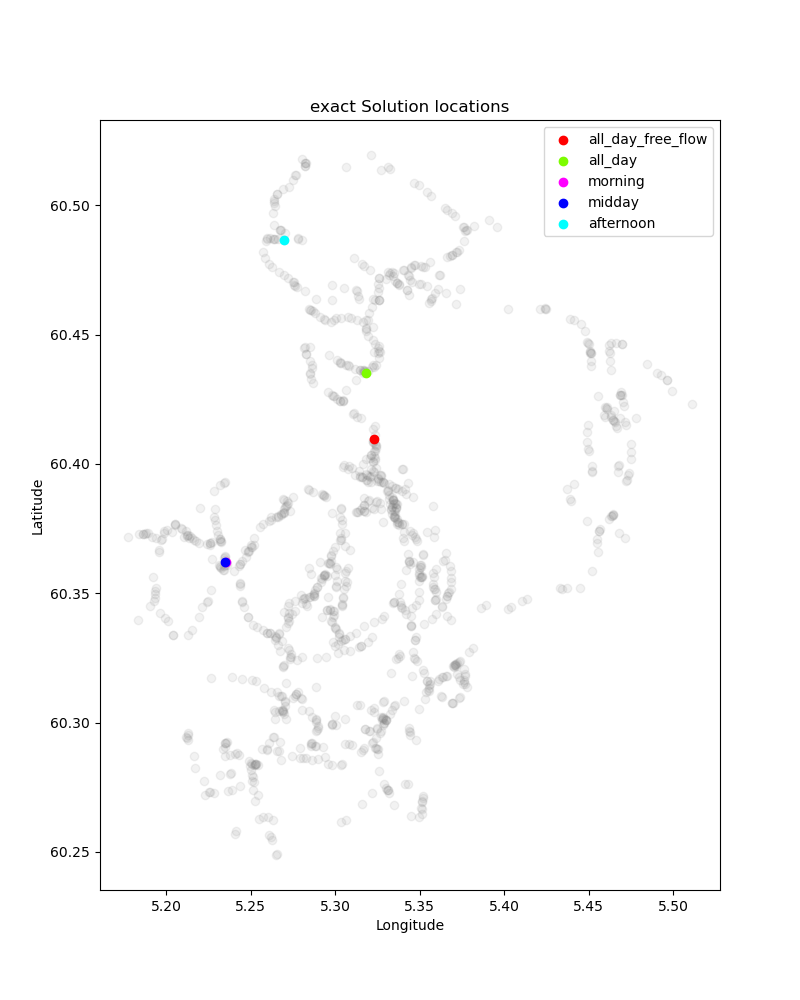 exact Solution locations
all_day_free_flow
all_day
morning
midday
afternoon
60.50
60.45
60.40
60.35
60.30
60.25
Latitude
5.20 5.25 5.30 5.35 5.40 5.45 5.50
Longitude